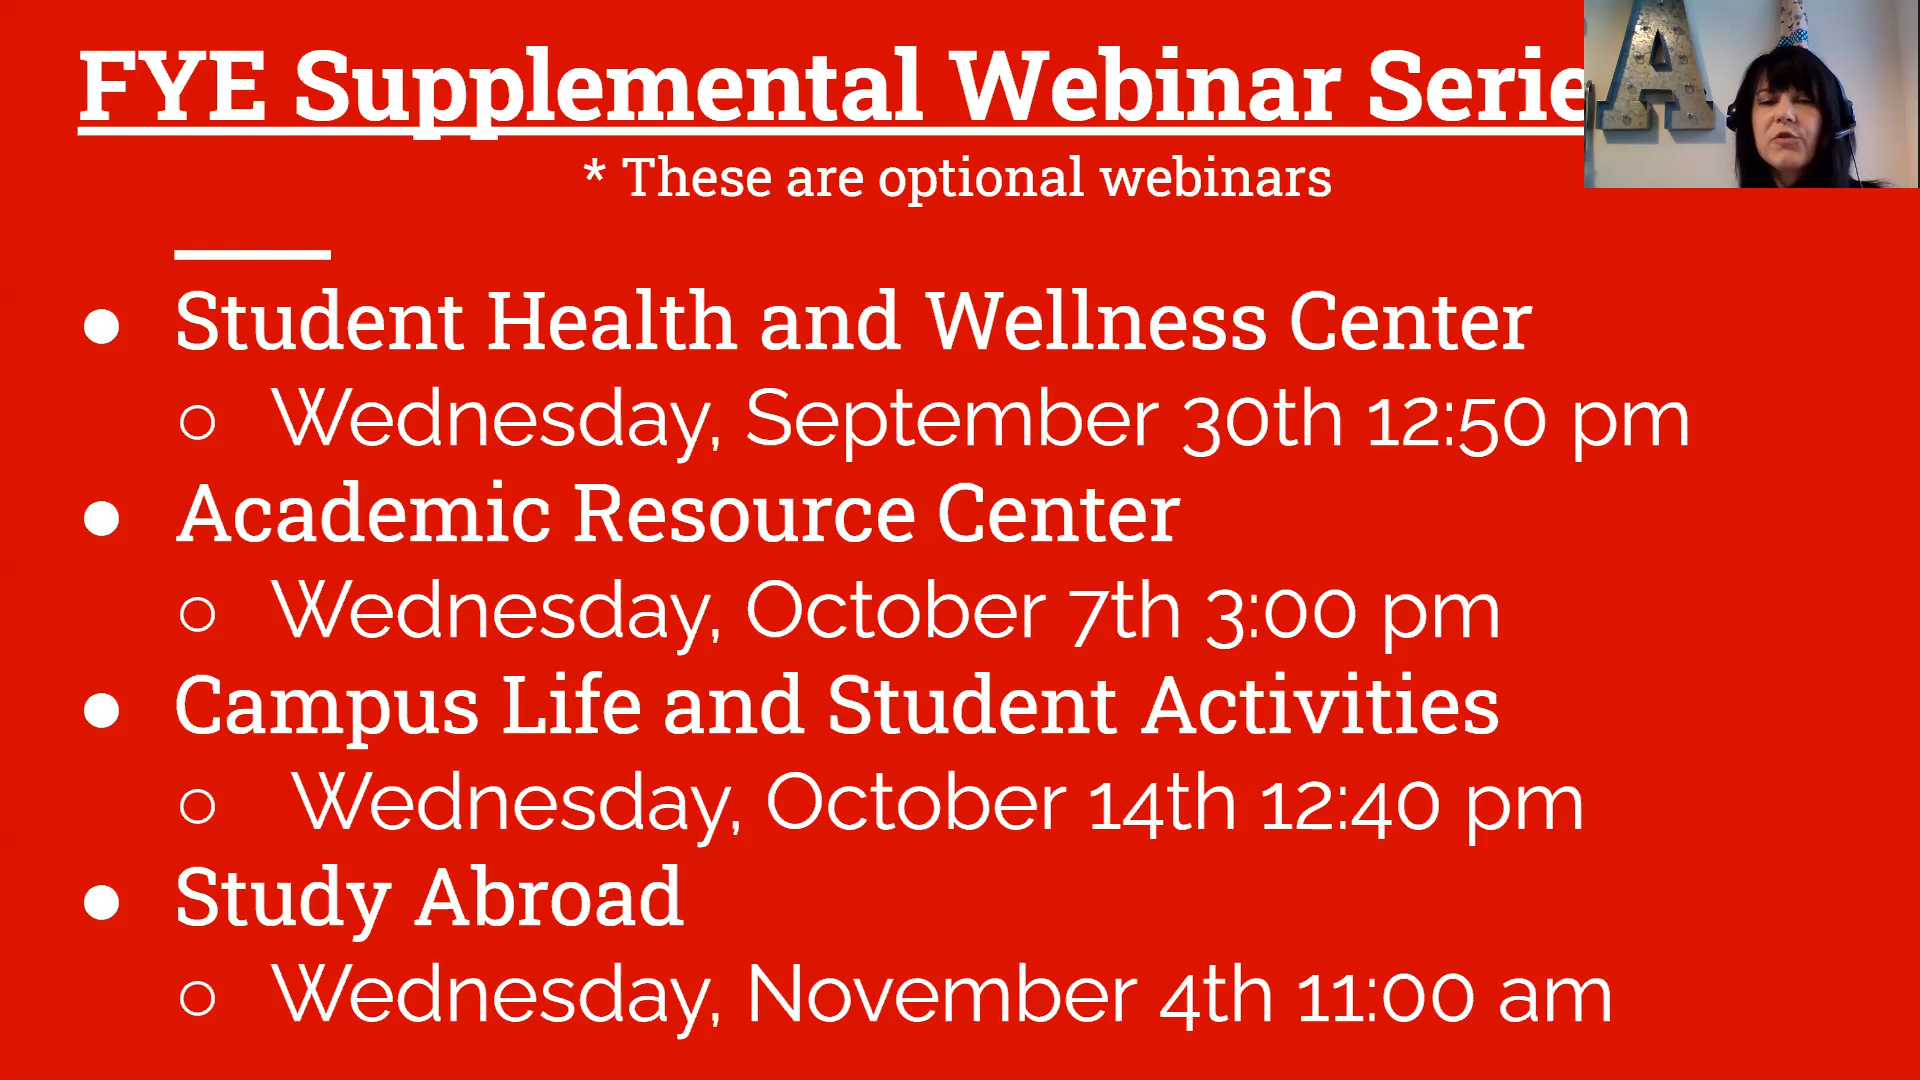 FYE Supplemental Webinar Serie
* These are optional webinars
● Student Health and Wellness Center
○ Wednesday, September 30th 12:50 pm
● Academic Resource Center
○ Wednesday, October 7th 3:00 pm
● Campus Life and Student Activities
○ Wednesday, October 14th 12:40 pm
● Study Abroad
○ Wednesday, November 4th 11:00 am
A